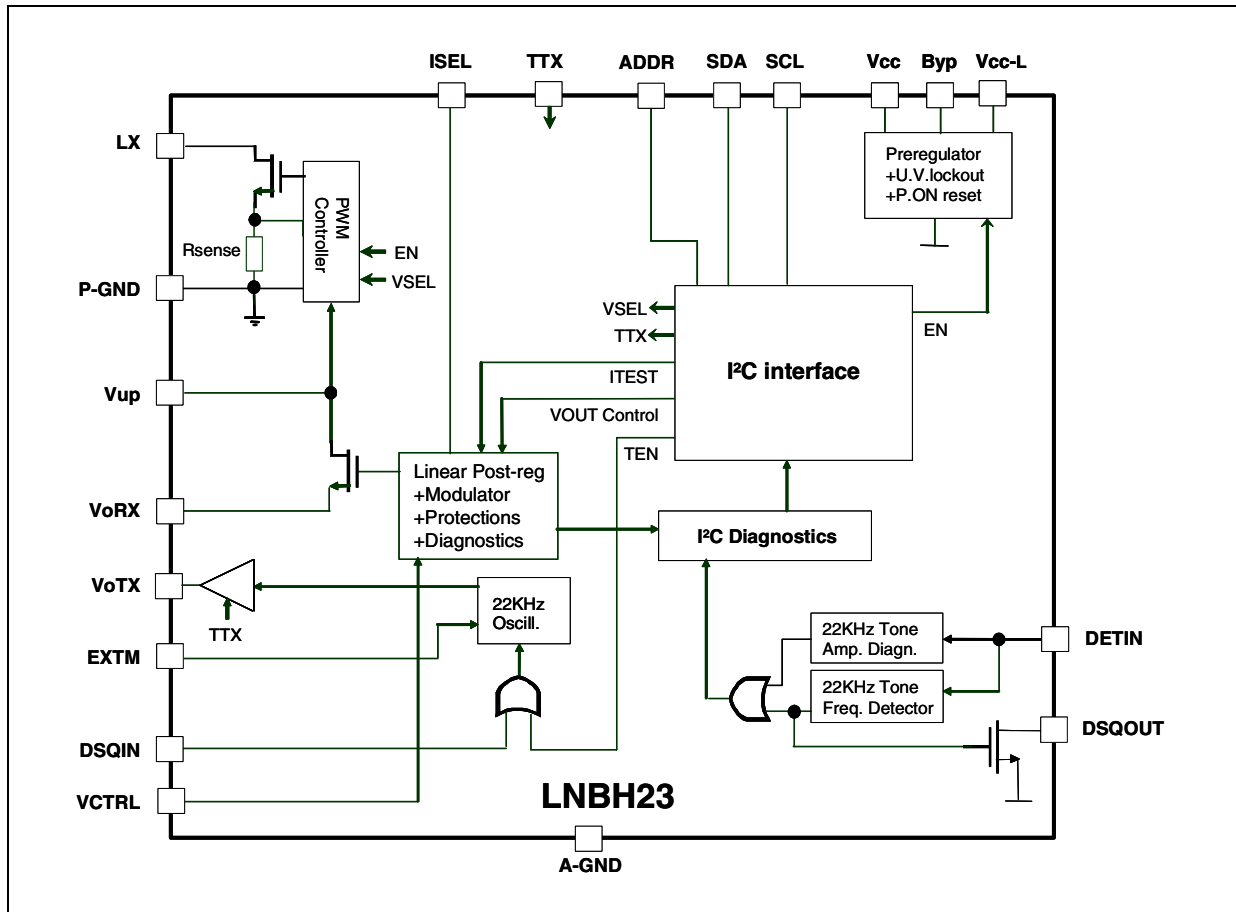 ISEL
TTX
ADDR
SDA
SCL
Vcc
Byp
Vcc-L
LX
PWM
Controller
Rsense
EN
VSEL
P-GND
Preregulator
+U.V.lockout
+P.ON reset
VSEL
TTX
ITEST
VOUT Control
TEN
I²C interface
EN
Vup
VoRX
Linear Post-reg
+Modulator
+Protections
+Diagnostics
I²C Diagnostics
VoTX
TTX
22KHz
Oscill.
EXTM
22KHz Tone
Amp. Diagn.
DETIN
22KHz Tone
Freq. Detector
DSQOUT
DSQIN
VCTRL
LNBH23
A-GND